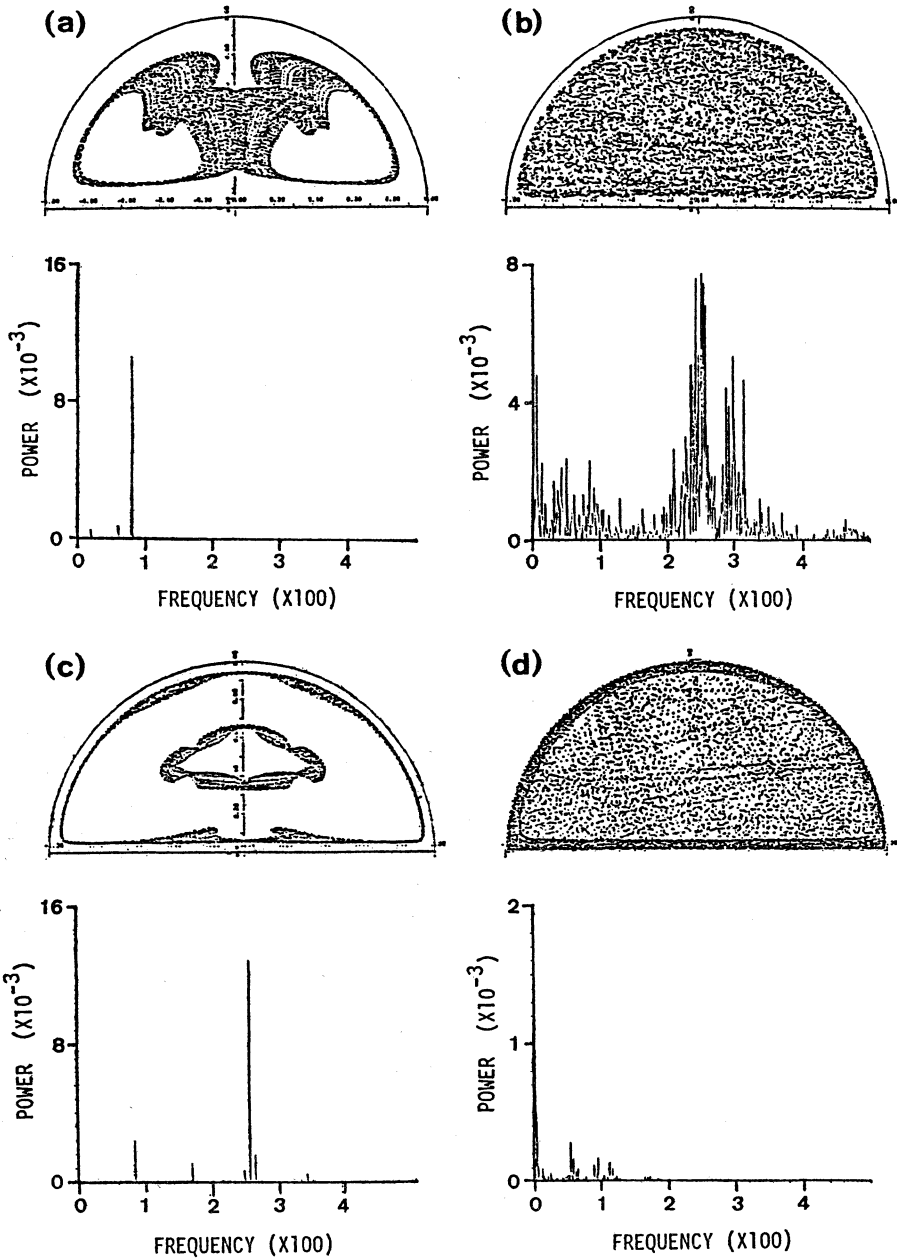 (a)
(b)
16
8
0
POWER (X10⁻³)
0 1 2 3 4
FREQUENCY (X100)
8
4
0
POWER (X10⁻³)
0 1 2 3 4
FREQUENCY (X100)
(c)
(d)
16
8
0
POWER (X10⁻³)
0 1 2 3 4
FREQUENCY (X100)
2
1
0
POWER (X10⁻³)
0 1 2 3 4
FREQUENCY (X100)